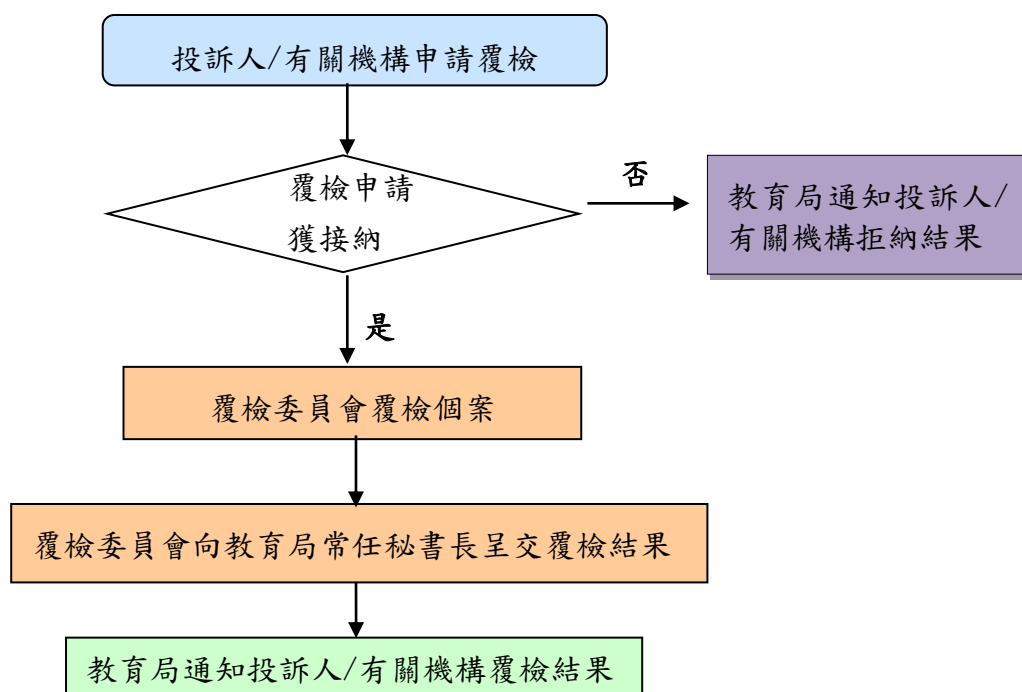 投訴人/有關機構申請覆檢
覆檢申請
獲接納
否
教育局通知投訴人/
有關機構拒納結果
是
覆檢委員會覆檢個案
覆檢委員會向教育局常任秘書長呈交覆檢結果
教育局通知投訴人/有關機構覆檢結果